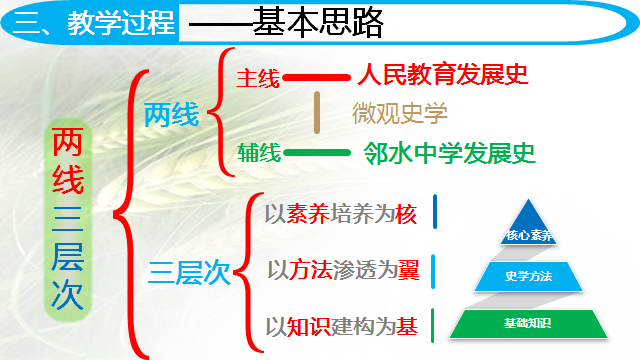 三、教学过程 ——基本思路
两线三层次
两线
主线 人民教育发展史
微观史学
辅线 邻水中学发展史
三层次
以素养培养为核
以方法渗透为翼
以知识建构为基
核心素养
史学方法
基础知识